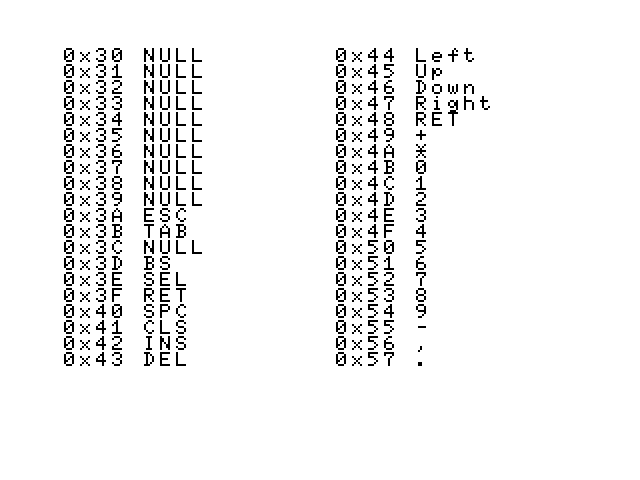 0x30 NULL
0x31 NULL
0x32 NULL
0x33 NULL
0x34 NULL
0x35 NULL
0x36 NULL
0x37 NULL
0x38 NULL
0x39 NULL
0x3A ESC
0x3B TAB
0x3C NULL
0x3D BS
0x3E SEL
0x3F RET
0x40 SPC
0x41 CLS
0x42 INS
0x43 DEL
0x44 Left
0x45 Up
0x46 Down
0x47 Right
0x48 RET
0x49 +
0x4A *
0x4B 0
0x4C 1
0x4D 2
0x4E 3
0x4F 4
0x50 5
0x51 6
0x52 7
0x53 8
0x54 9
0x55 -
0x56 ,
0x57 .